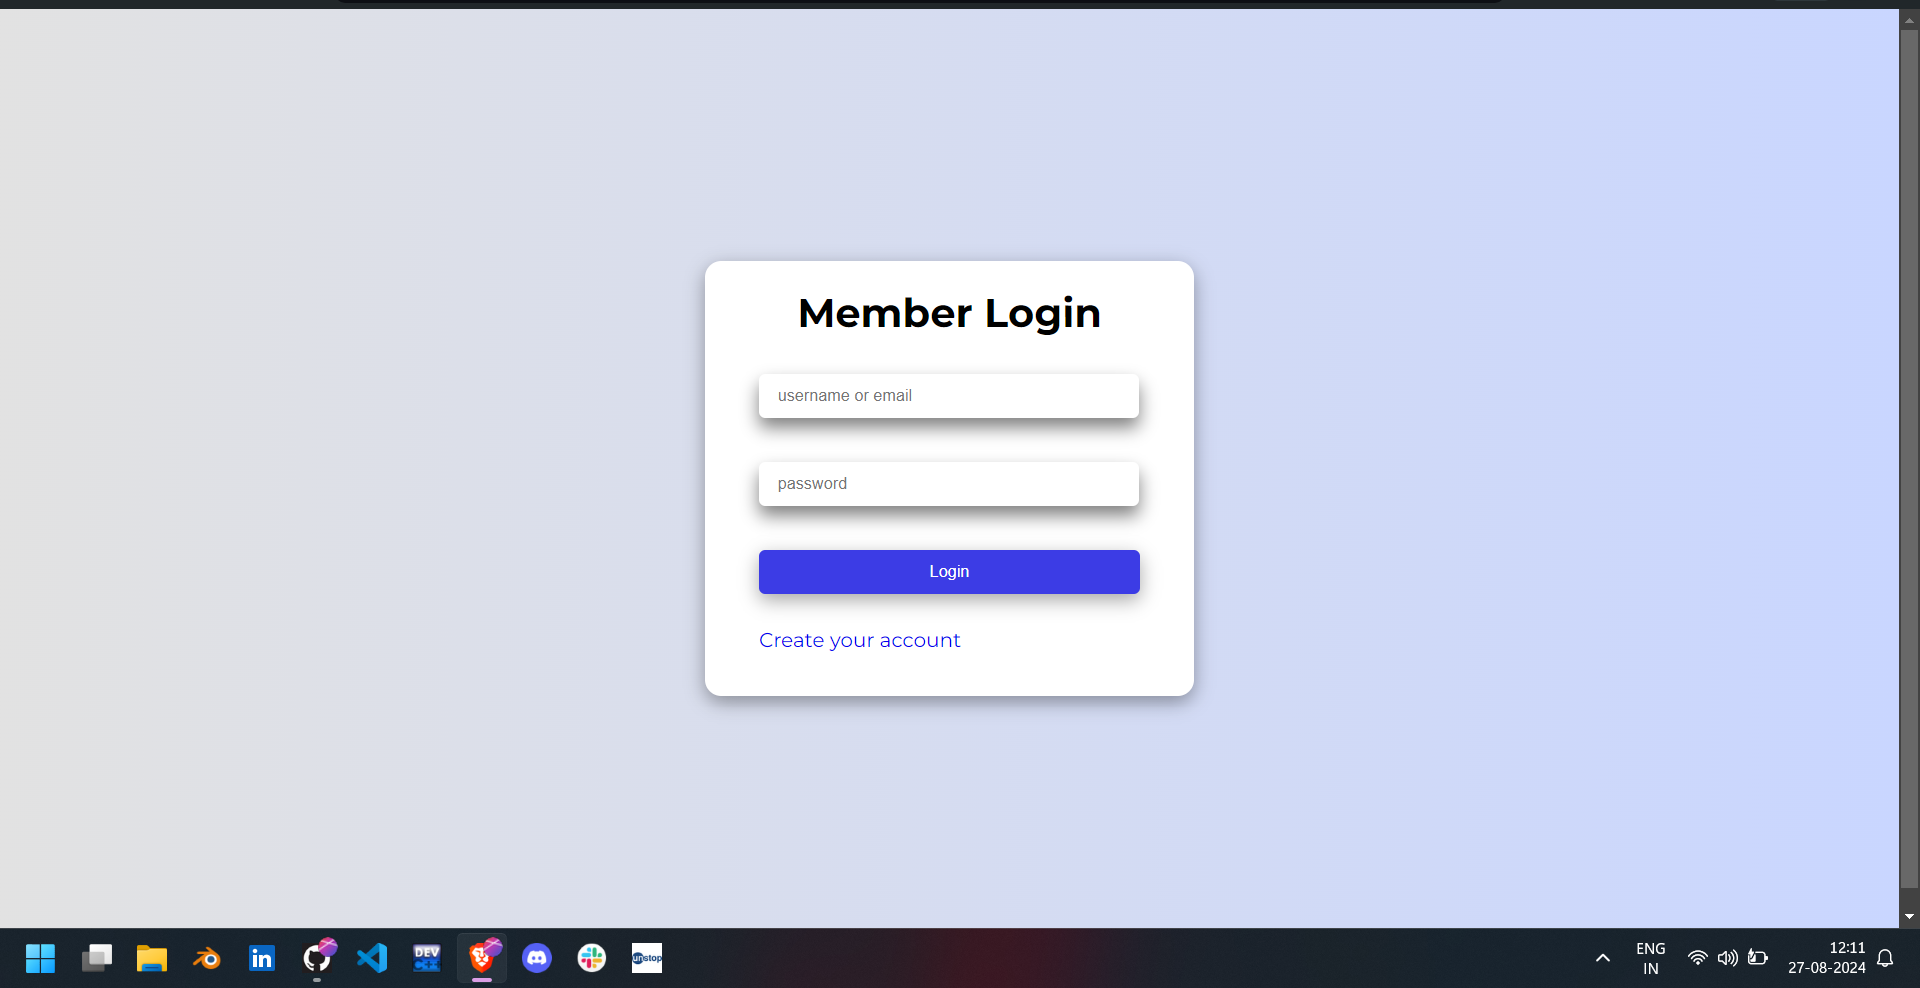 Member Login
username or email
password
Login
Create your account
in
DEV
C++
unstop
ENG
IN
12:11
27-08-2024